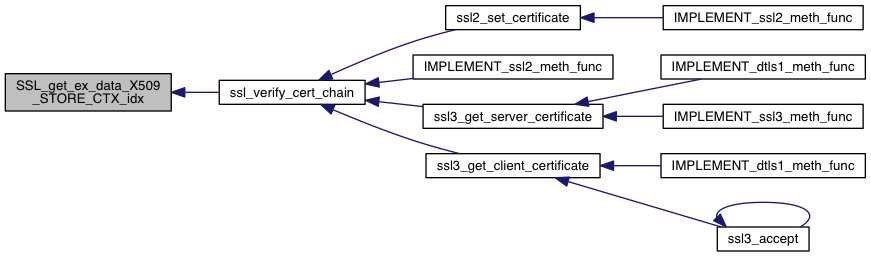 SSL_get_ex_data_X509
_STORE_CTX_idx
ssl_verify_cert_chain
ssl2_set_certificate
IMPLEMENT_ssl2_meth_func
IMPLEMENT_ssl2_meth_func
ssl3_get_server_certificate
IMPLEMENT_dtls1_meth_func
IMPLEMENT_ssl3_meth_func
ssl3_get_client_certificate
IMPLEMENT_dtls1_meth_func
ssl3_accept